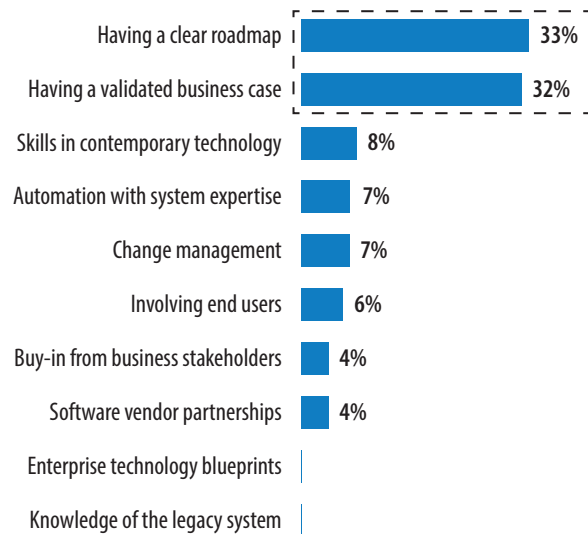 Having a clear roadmap 33%
Having a validated business case 32%
Skills in contemporary technology 8%
Automation with system expertise 7%
Change management 7%
Involving end users 6%
Buy-in from business stakeholders 4%
Software vendor partnerships 4%
Enterprise technology blueprints
Knowledge of the legacy system